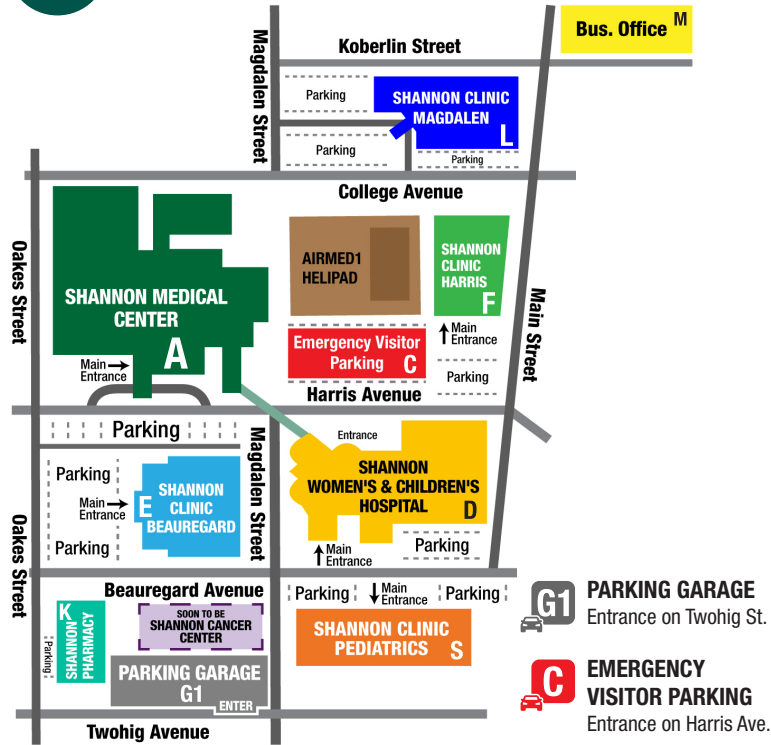 Bus. Office M
Koberlin Street
Magdalen Street
Parking
SHANNON CLINIC
MAGDALEN
L
Parking
Parking
College Avenue
Oakes Street
SHANNON MEDICAL
CENTER
A
Main
Entrance
AIRMED1
HELIPAD
SHANNON
CLINIC
HARRIS
F
Main
Entrance
Main Street
Emergency Visitor
Parking C
Parking
Harris Avenue
Parking
Magdalen Street
Entrance
SHANNON
WOMEN'S & CHILDREN'S
HOSPITAL
D
Parking
Main
Entrance
Parking
Main
Entrance
E
SHANNON
CLINIC
BEAUREGARD
Parking
Oakes Street
Beauregard Avenue
Parking
Main
Entrance
Parking
K
SHANNON
PHARMACY
Parking
SOON TO BE
SHANNON CANCER
CENTER
SHANNON CLINIC
PEDIATRICS S
PARKING GARAGE
G1
ENTER
Twohig Avenue
G1
PARKING GARAGE
Entrance on Twohig St.
C
EMERGENCY
VISITOR PARKING
Entrance on Harris Ave.